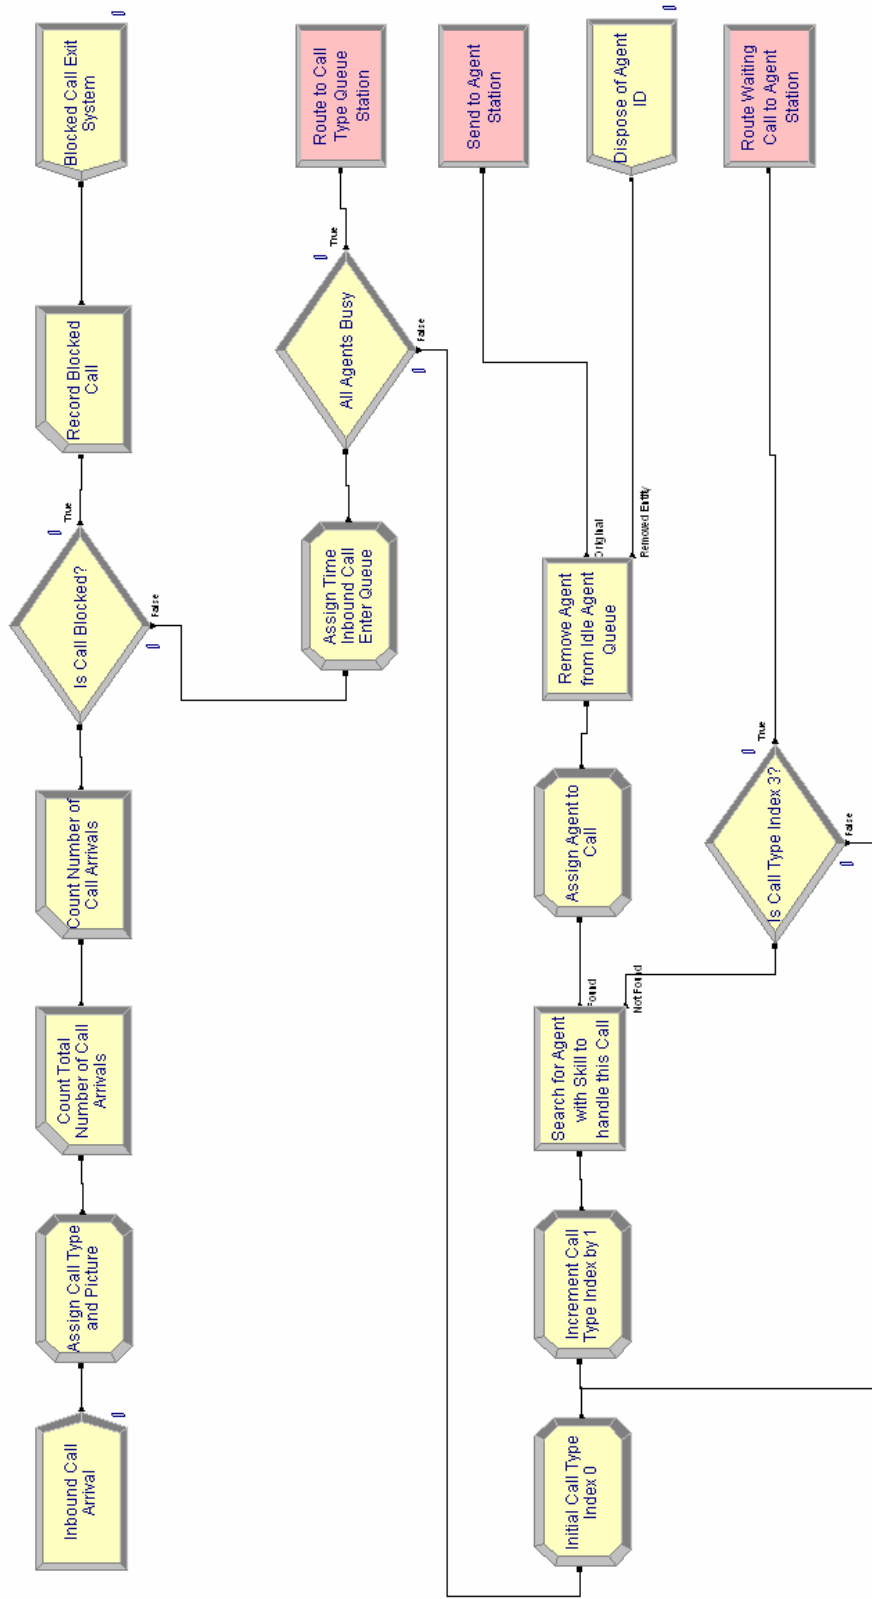 Inbound Call
Arrival
0
Assign Call Type
and Picture
Count Total
Number of Call
Arrivals
Count Number of
Call Arrivals
Is Call Blocked?
0
True
0
False
Record Blocked
Call
Blocked Call Exit
System
0
Assign Time
Inbound Call
Enter Queue
All Agents Busy
0
True
0
False
Route to Call
Type Queue
Station
Initial Call Type
Index 0
Increment Call
Type Index by 1
Search for Agent
with Skill to
handle this Call
Found
Not Found
Assign Agent to
Call
Remove Agent
from Idle Agent
Queue
Original
Removed Entity
Send to Agent
Station
Dispose of Agent
ID
0
Is Call Type Index 3?
0
True
0
False
Route Waiting
Call to Agent
Station